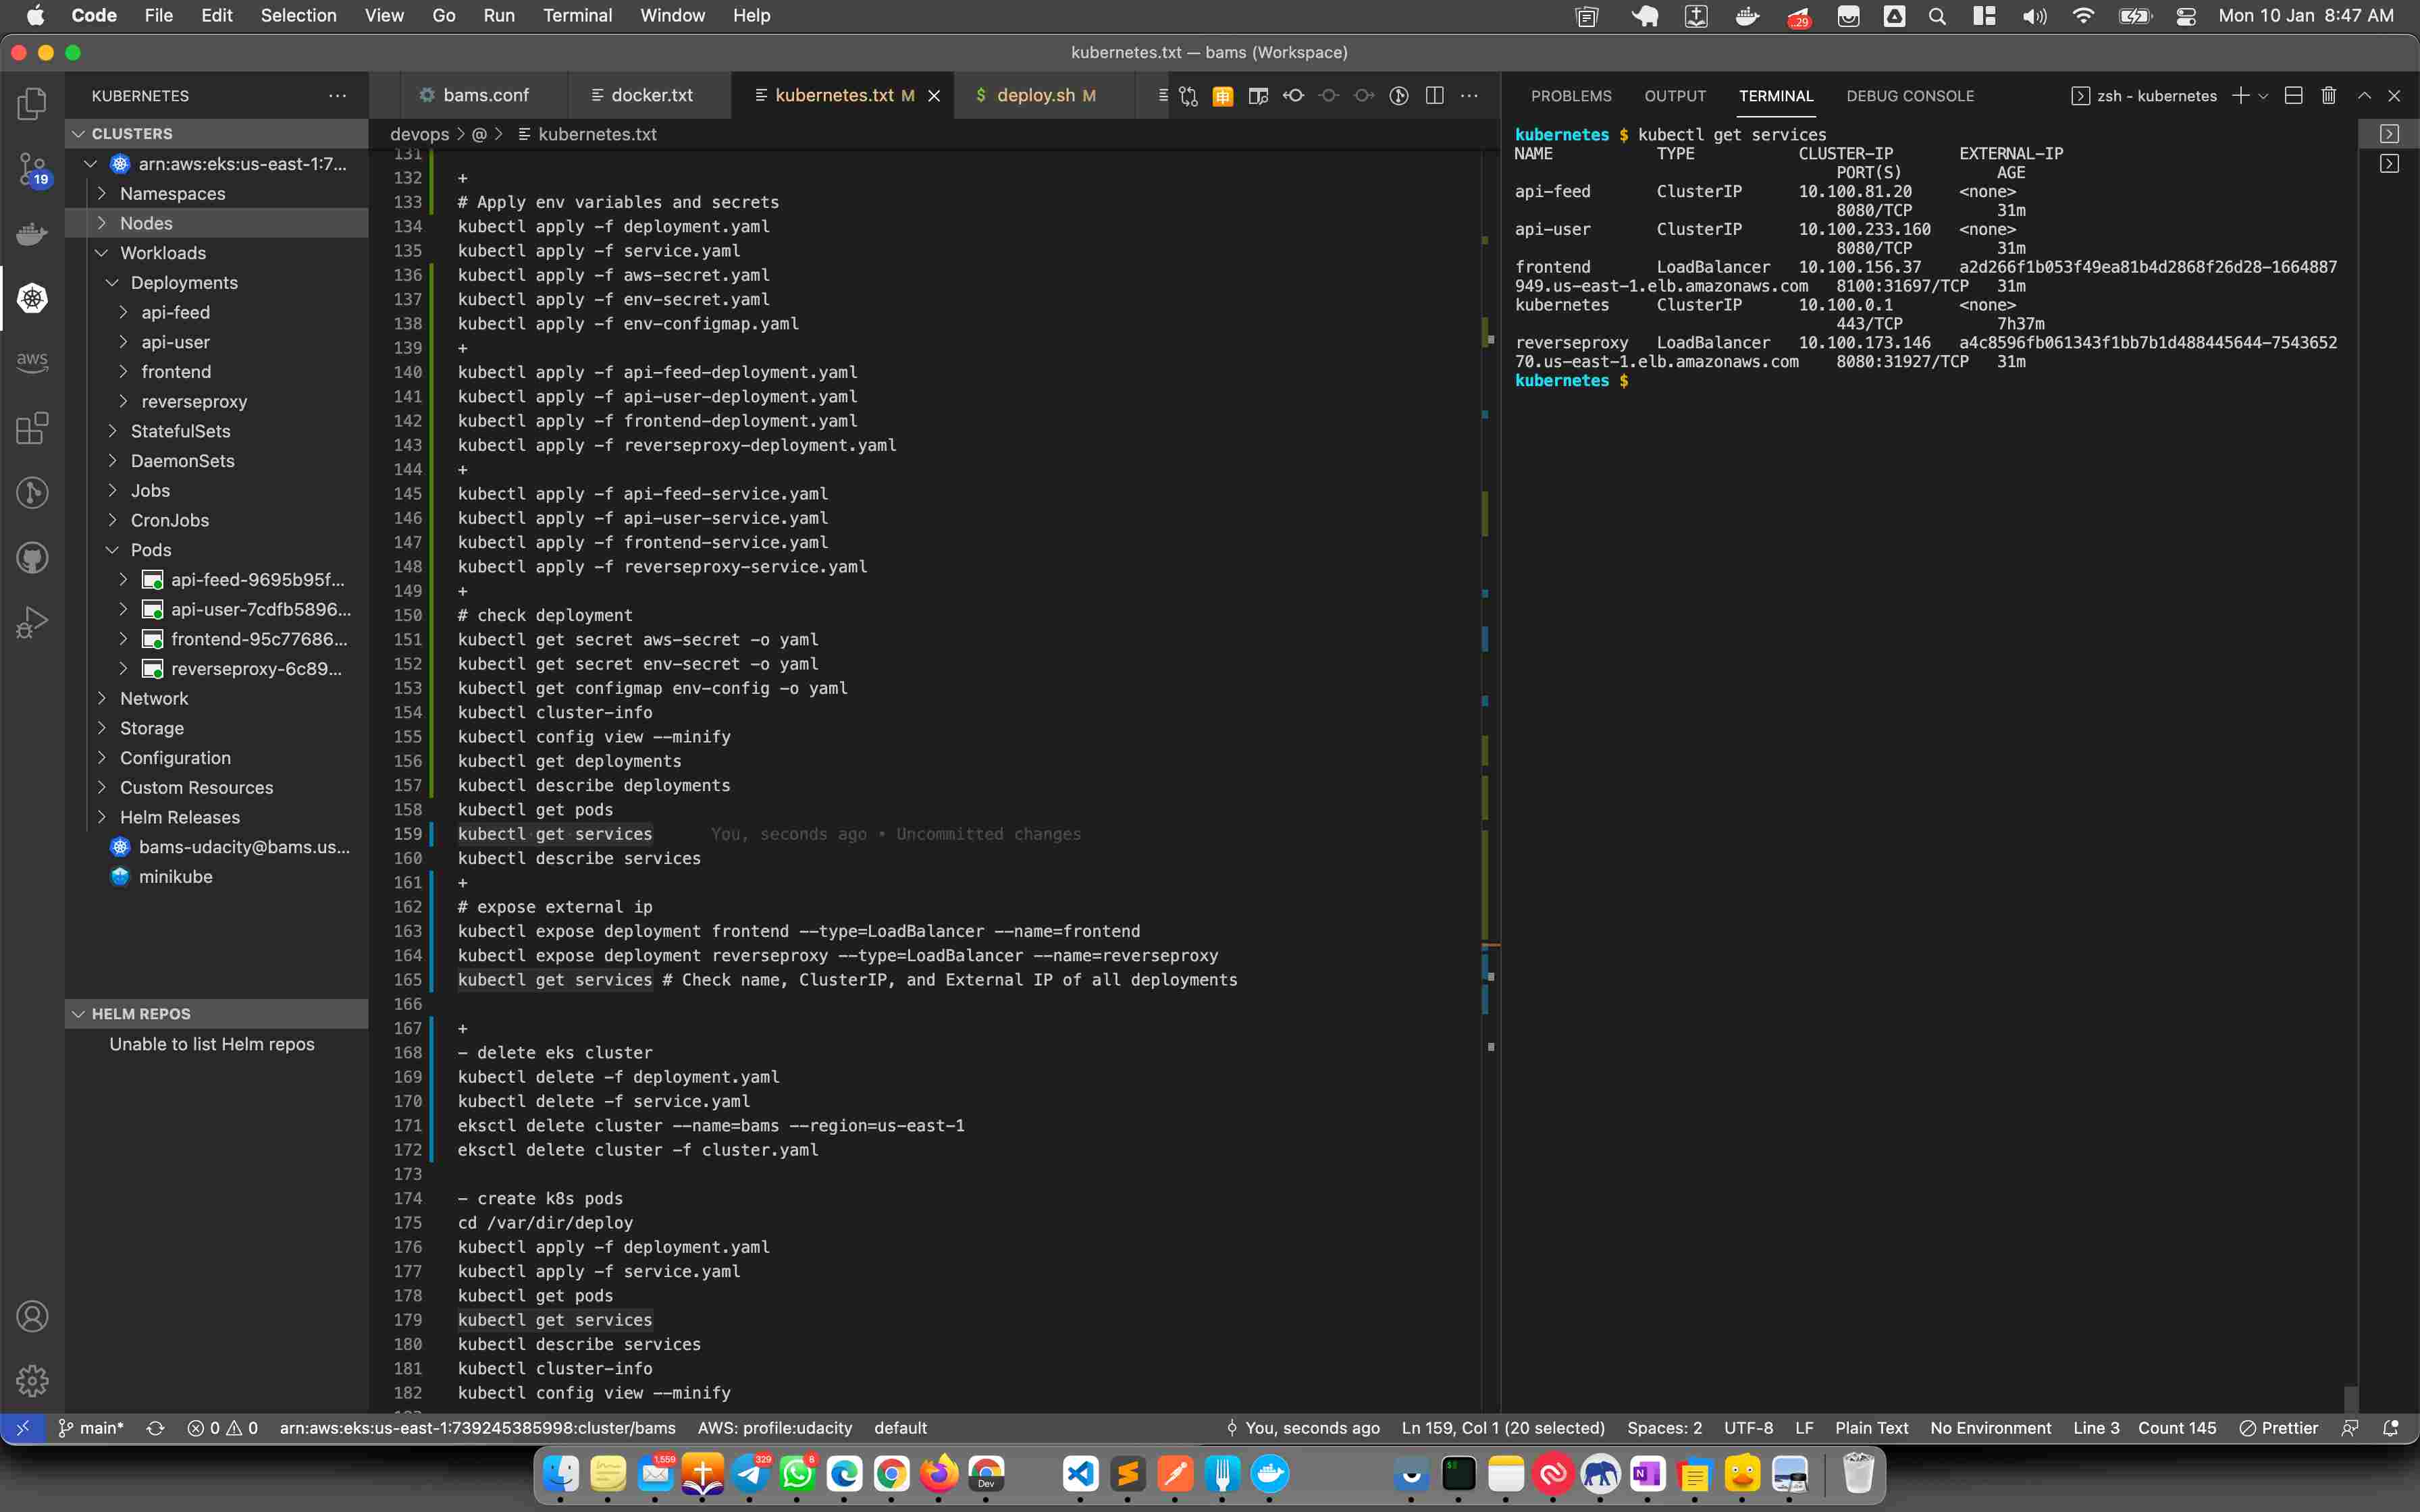 Code File Edit Selection View Go Run Terminal Window Help
..29
Mon 10 Jan 8:47 AM
kubernetes.txt — bams (Workspace)
KUBERNETES
bams.conf
docker.txt
kubernetes.txt M
$ deploy.sh M
PROBLEMS OUTPUT TERMINAL DEBUG CONSOLE
zsh - kubernetes
devops > @ > kubernetes.txt
19
aws
CLUSTERS
arn:aws:eks:us-east-1:7...
Namespaces
Nodes
Workloads
Deployments
api-feed
api-user
frontend
reverseproxy
StatefulSets
DaemonSets
Jobs
CronJobs
Pods
api-feed-9695b95f...
api-user-7cdfb5896...
frontend-95c77686...
reverseproxy-6c89...
Network
Storage
Configuration
Custom Resources
Helm Releases
bams-udacity@bams.us...
minikube
HELM REPOS
Unable to list Helm repos
131
132 +
133 # Apply env variables and secrets
134 kubectl apply -f deployment.yaml
135 kubectl apply -f service.yaml
136 kubectl apply -f aws-secret.yaml
137 kubectl apply -f env-secret.yaml
138 kubectl apply -f env-configmap.yaml
139 +
140 kubectl apply -f api-feed-deployment.yaml
141 kubectl apply -f api-user-deployment.yaml
142 kubectl apply -f frontend-deployment.yaml
143 kubectl apply -f reverseproxy-deployment.yaml
144 +
145 kubectl apply -f api-feed-service.yaml
146 kubectl apply -f api-user-service.yaml
147 kubectl apply -f frontend-service.yaml
148 kubectl apply -f reverseproxy-service.yaml
149 +
150 # check deployment
151 kubectl get secret aws-secret -o yaml
152 kubectl get secret env-secret -o yaml
153 kubectl get configmap env-config -o yaml
154 kubectl cluster-info
155 kubectl config view --minify
156 kubectl get deployments
157 kubectl describe deployments
158 kubectl get pods
159 kubectl get services You, seconds ago • Uncommitted changes
160 kubectl describe services
161 +
162 # expose external ip
163 kubectl expose deployment frontend --type=LoadBalancer --name=frontend
164 kubectl expose deployment reverseproxy --type=LoadBalancer --name=reverseproxy
165 kubectl get services # Check name, ClusterIP, and External IP of all deployments
166
167 +
168 - delete eks cluster
169 kubectl delete -f deployment.yaml
170 kubectl delete -f service.yaml
171 eksctl delete cluster --name=bams --region=us-east-1
172 eksctl delete cluster -f cluster.yaml
173
174 - create k8s pods
175 cd /var/dir/deploy
176 kubectl apply -f deployment.yaml
177 kubectl apply -f service.yaml
178 kubectl get pods
179 kubectl get services
180 kubectl describe services
181 kubectl cluster-info
182 kubectl config view --minify
kubernetes $ kubectl get services
NAME TYPE CLUSTER-IP EXTERNAL-IP
PORT(S) AGE
api-feed ClusterIP 10.100.81.20 <none>
8080/TCP 31m
api-user ClusterIP 10.100.233.160 <none>
8080/TCP 31m
frontend LoadBalancer 10.100.156.37 a2d266f1b053f49ea81b4d2868f26d28-1664887
949.us-east-1.elb.amazonaws.com 8100:31697/TCP 31m
kubernetes ClusterIP 10.100.0.1 <none>
443/TCP 7h37m
reverseproxy LoadBalancer 10.100.173.146 a4c8596fb061343f1bb7b1d488445644-7543652
70.us-east-1.elb.amazonaws.com 8080:31927/TCP 31m
kubernetes $
main* 0 0 arn:aws:eks:us-east-1:739245385998:cluster/bams AWS: profile:udacity default You, seconds ago Ln 159, Col 1 (20 selected) Spaces: 2 UTF-8 LF Plain Text No Environment Line 3 Count 145 Prettier
1,559
329
8
Dev
$$
N